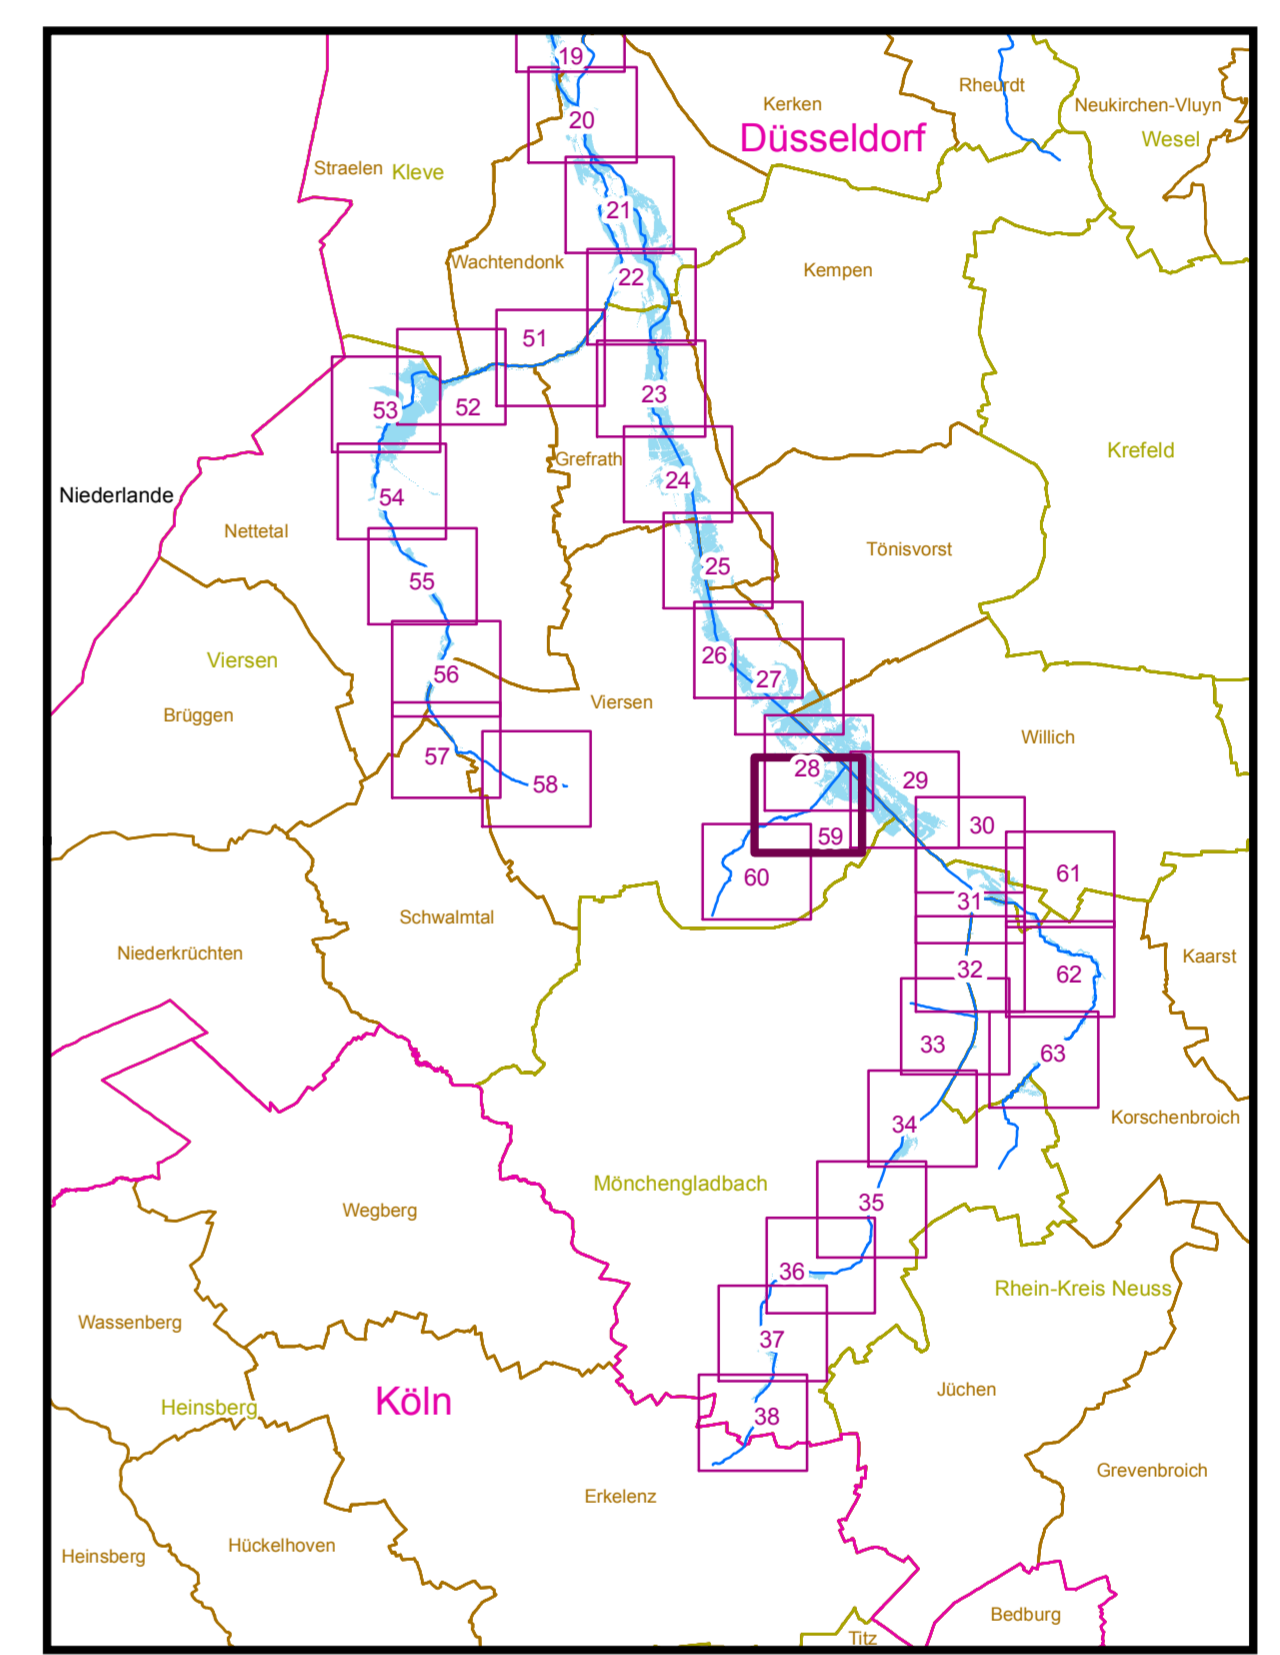 19
Rheurdt
Kerken
Neukirchen-Vluyn
20
Düsseldorf
Wesel
Straelen
Kleve
21
Wachtendonk
22
Kempen
51
23
53
52
Krefeld
Grefrath
24
Niederlande
54
Nettetal
Tönisvorst
25
55
26
Viersen
56
27
Viersen
Brüggen
Willich
57
28
58
29
30
59
61
60
31
Schwalmtal
Niederkrüchten
Kaarst
32
62
33
63
Korschenbroich
34
Mönchengladbach
35
Wegberg
36
Rhein-Kreis Neuss
Wassenberg
37
Jüchen
Heinsberg
Köln
38
Grevenbroich
Erkelenz
Hückelhoven
Heinsberg
Bedburg
Titz